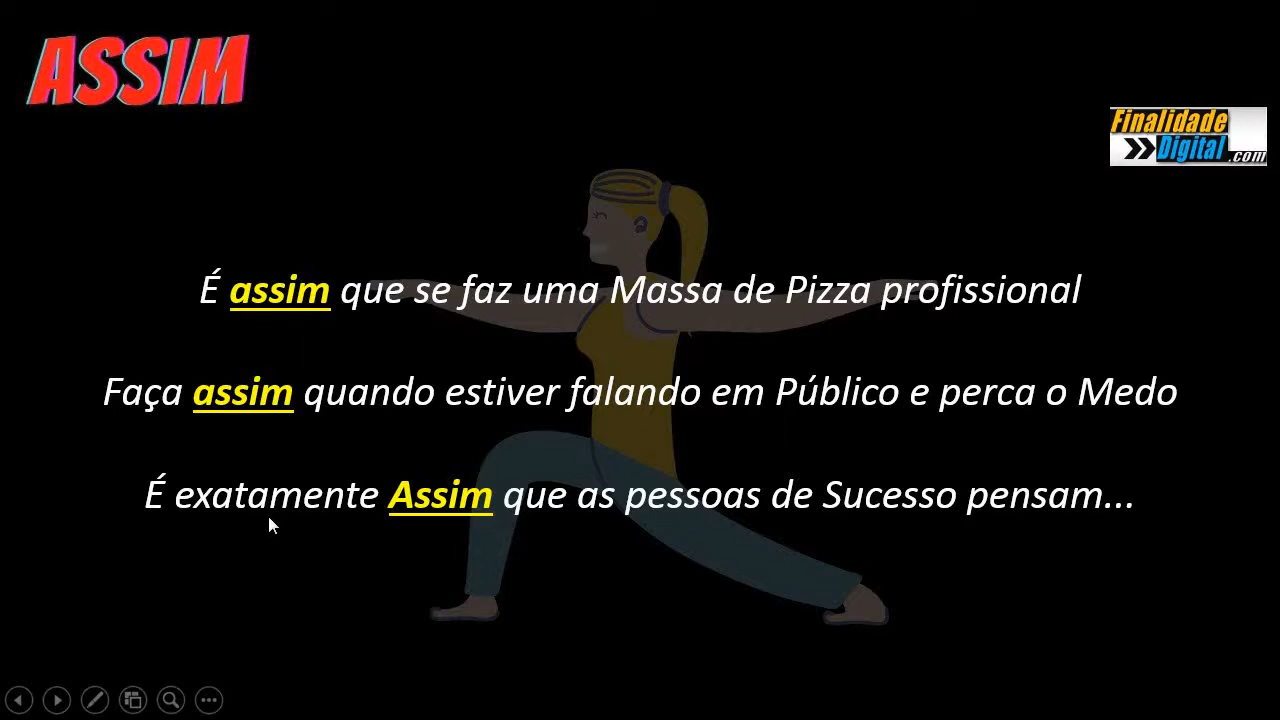 ASSIM
Finalidade
Digital .com
É assim que se faz uma Massa de Pizza profissional
Faça assim quando estiver falando em Público e perca o Medo
É exatamente Assim que as pessoas de Sucesso pensam...